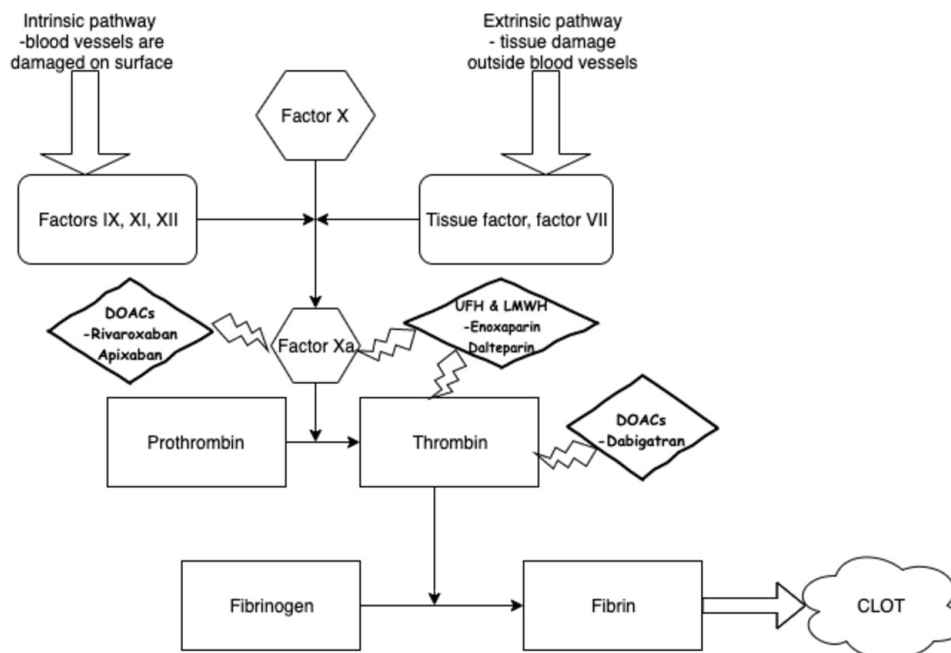 Intrinsic pathway
-blood vessels are
damaged on surface
Extrinsic pathway
- tissue damage
outside blood vessels
Factor X
Factors IX, XI, XII
Tissue factor, factor VII
DOACs
-Rivaroxaban
Apixaban
Factor Xa
UFH & LMWH
-Enoxaparin
Dalteparin
DOACs
-Dabigatran
Prothrombin
Thrombin
Fibrinogen
Fibrin
CLOT